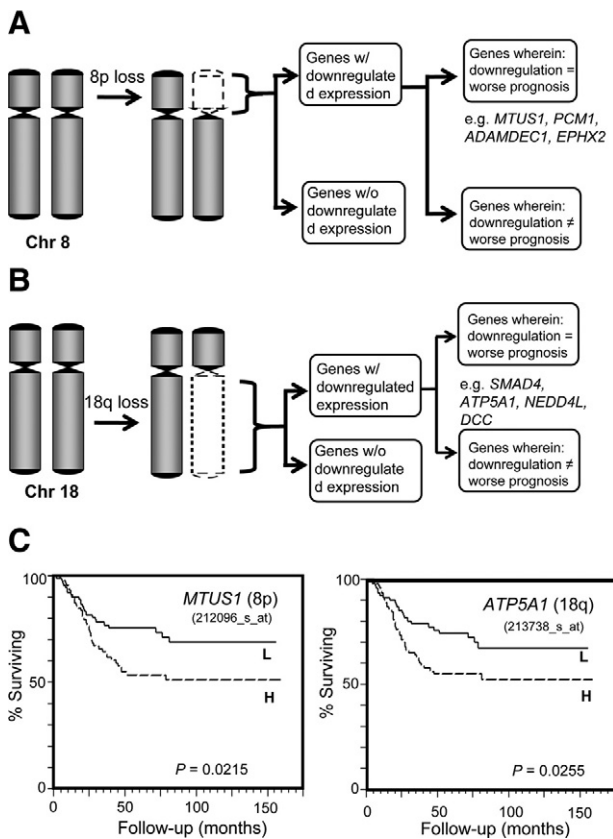 A
8p loss
Chr 8
Genes w/
downregulate
d expression
Genes w/o
downregulate
d expression
Genes wherein:
downregulation =
worse prognosis
e.g. MTUS1, PCM1,
ADAMDEC1, EPHX2
Genes wherein:
downregulation ≠
worse prognosis
B
18q loss
Chr 18
Genes w/
downregulated
expression
Genes w/o
downregulate
d expression
Genes wherein:
downregulation =
worse prognosis
e.g. SMAD4,
ATP5A1, NEDD4L,
DCC
Genes wherein:
downregulation ≠
worse prognosis
C
% Surviving
100
50
0
MTUS1 (8p)
(212096_s_at)
L
H
P = 0.0215
0 50 100 150
Follow-up (months)
% Surviving
100
50
0
ATP5A1 (18q)
(213738_s_at)
L
H
P = 0.0255
0 50 100 150
Follow-up (months)